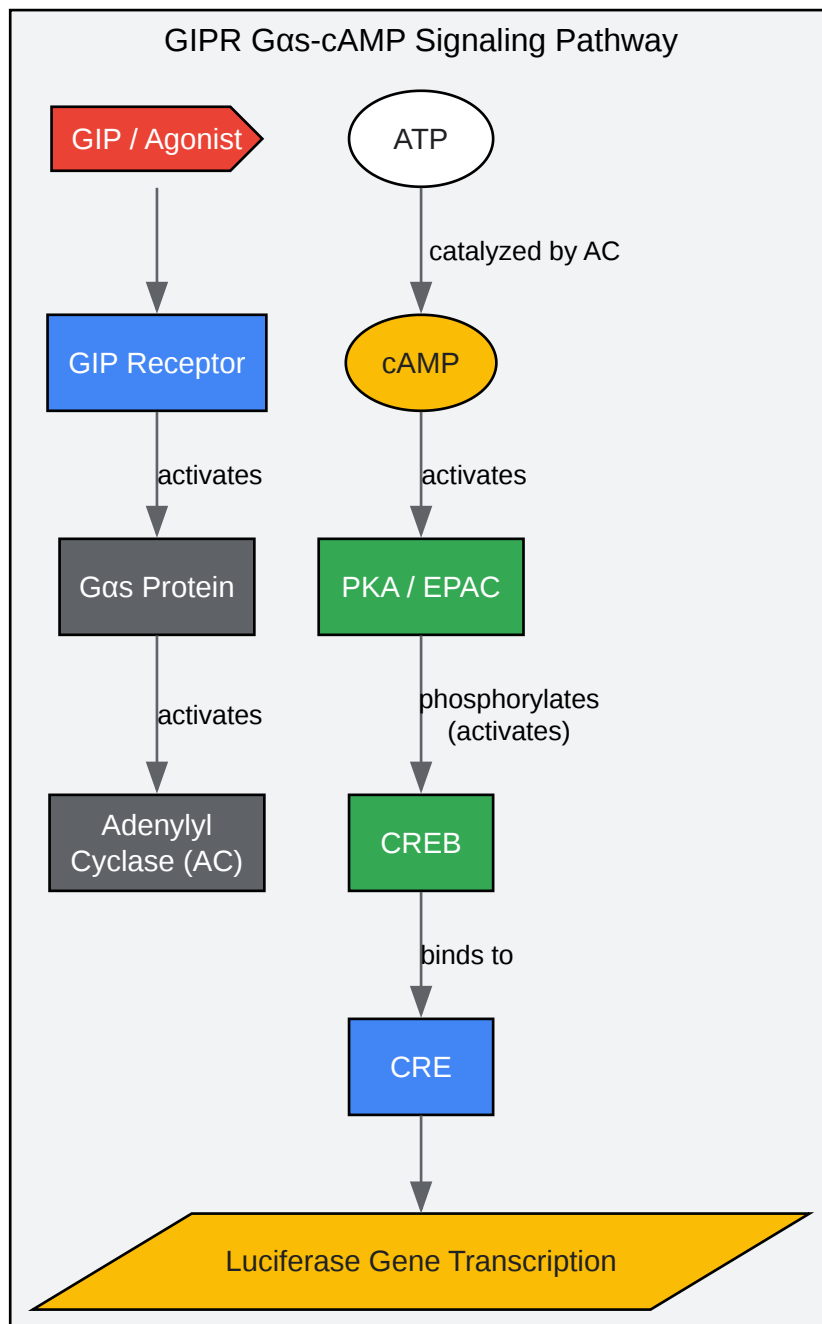 GIPR Gαs-cAMP Signaling Pathway
GIP / Agonist
ATP
catalyzed by AC
GIP Receptor
cAMP
activates
activates
Gαs Protein
PKA / EPAC
activates
phosphorylates
(activates)
Adenylyl
Cyclase (AC)
CREB
binds to
CRE
Luciferase Gene Transcription